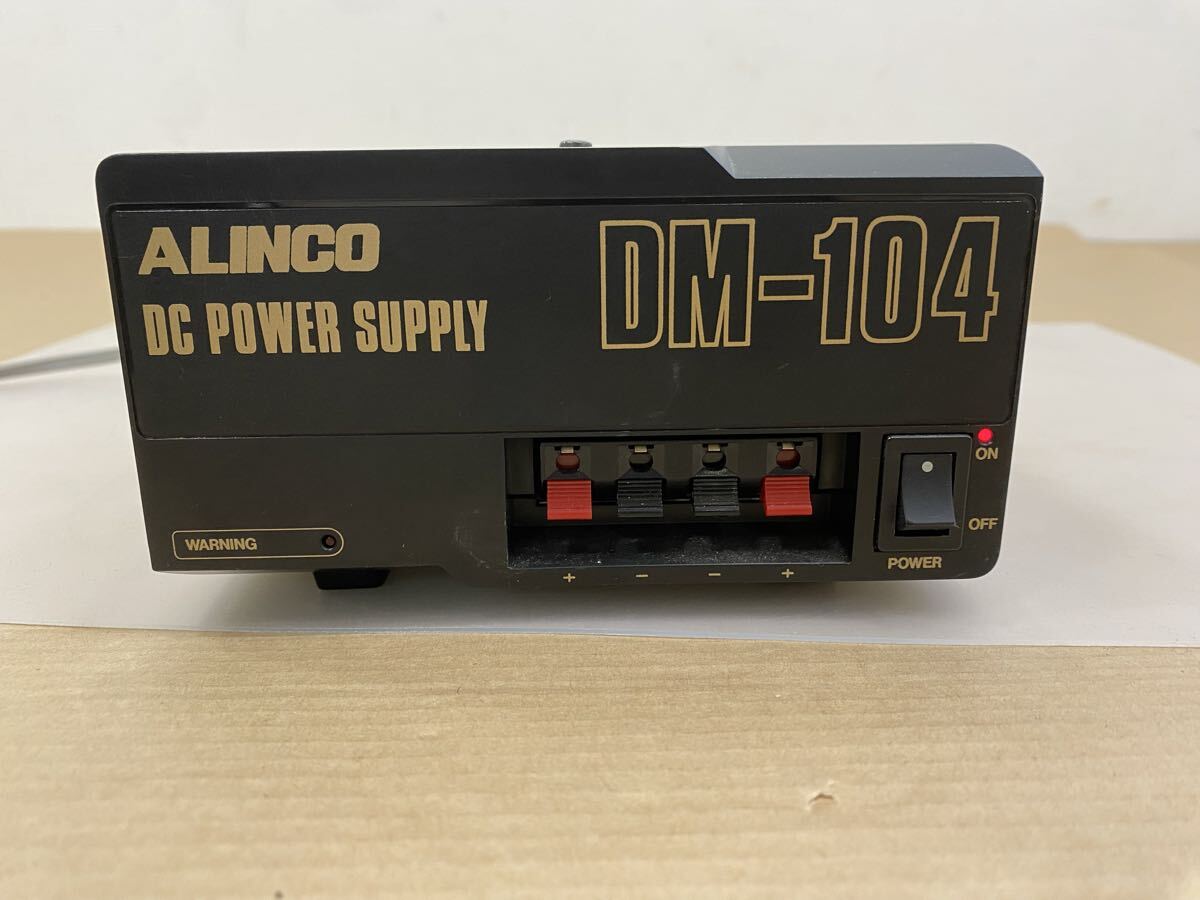 ALINCO
DM-104
DC POWER SUPPLY
ON
OFF
WARNING
POWER
+ − − +